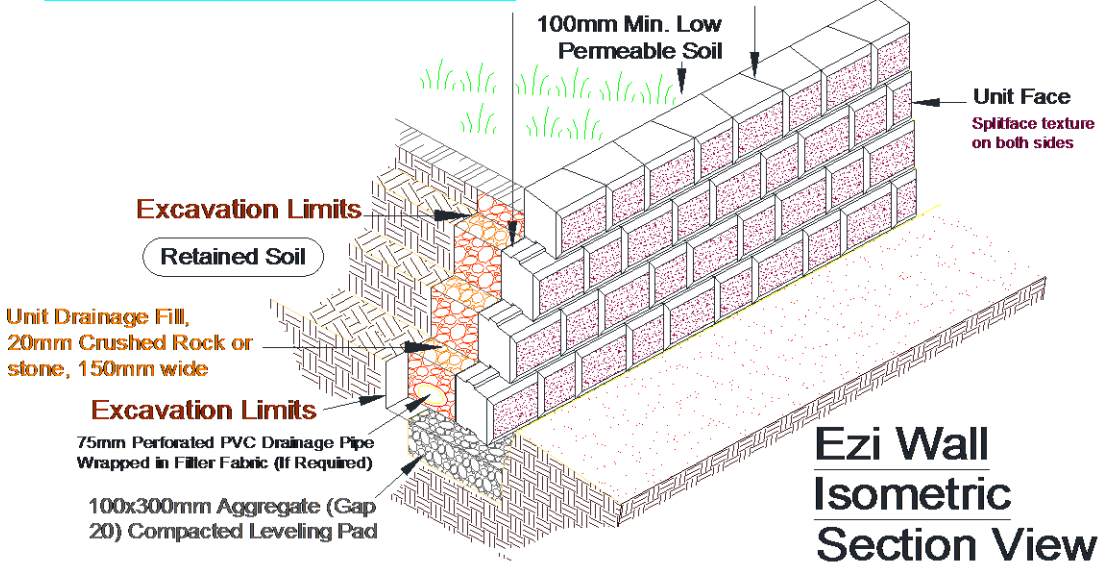 100mm Min. Low
Permeable Soil
Unit Face
Splitface texture
on both sides
Excavation Limits
Retained Soil
Unit Drainage Fill,
20mm Crushed Rock or
stone, 150mm wide
Excavation Limits
75mm Perforated PVC Drainage Pipe
Wrapped in Filter Fabric (If Required)
100x300mm Aggregate (Gap
20) Compacted Leveling Pad
Ezi Wall
Isometric
Section View